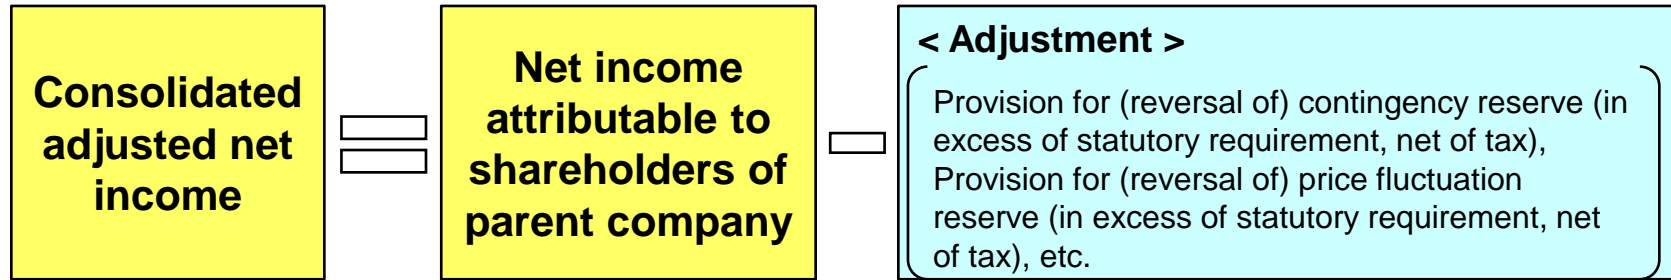 Consolidated
adjusted net
income
Net income
attributable to
shareholders of
parent company
< Adjustment >
Provision for (reversal of) contingency reserve (in
excess of statutory requirement, net of tax),
Provision for (reversal of) price fluctuation
reserve (in excess of statutory requirement, net
of tax), etc.